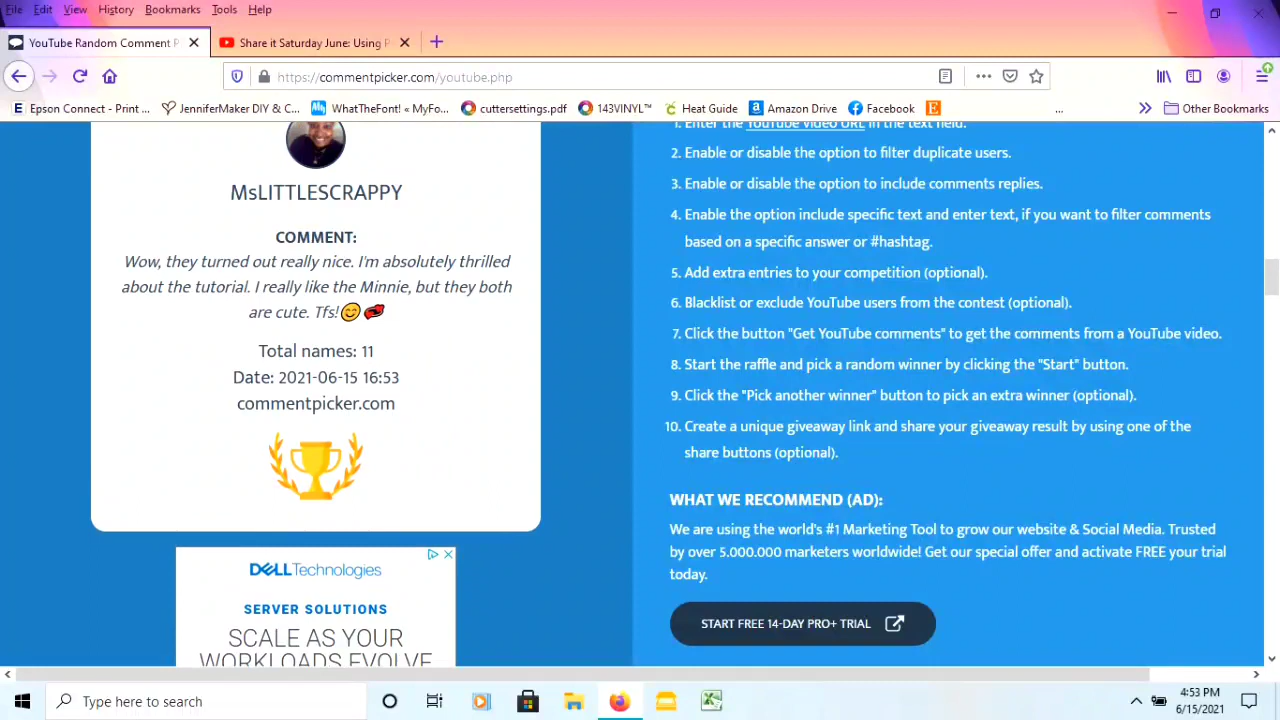 File Edit View History Bookmarks Tools Help
YouTube Random Comment P
Share it Saturday June: Using P
https://commentpicker.com/youtube.php
Epson Connect - Print ... JenniferMaker DIY & C... WhatTheFont! « MyFo... cuttersettings.pdf 143VINYL™ Heat Guide Amazon Drive Facebook ... Other Bookmarks
MsLITTLESCRAPPY
COMMENT:
Wow, they turned out really nice. I'm absolutely thrilled
about the tutorial. I really like the Minnie, but they both
are cute. Tfs!😊💋
Total names: 11
Date: 2021-06-15 16:53
commentpicker.com
DELLTechnologies
SERVER SOLUTIONS
SCALE AS YOUR
WORKLOADS EVOLVE
1. Enter the YouTube video URL in the text field.
2. Enable or disable the option to filter duplicate users.
3. Enable or disable the option to include comments replies.
4. Enable the option include specific text and enter text, if you want to filter comments
based on a specific answer or #hashtag.
5. Add extra entries to your competition (optional).
6. Blacklist or exclude YouTube users from the contest (optional).
7. Click the button "Get YouTube comments" to get the comments from a YouTube video.
8. Start the raffle and pick a random winner by clicking the "Start" button.
9. Click the "Pick another winner" button to pick an extra winner (optional).
10. Create a unique giveaway link and share your giveaway result by using one of the
share buttons (optional).
WHAT WE RECOMMEND (AD):
We are using the world's #1 Marketing Tool to grow our website & Social Media. Trusted
by over 5.000.000 marketers worldwide! Get our special offer and activate FREE your trial
today.
START FREE 14-DAY PRO+ TRIAL
Type here to search
4:53 PM
6/15/2021